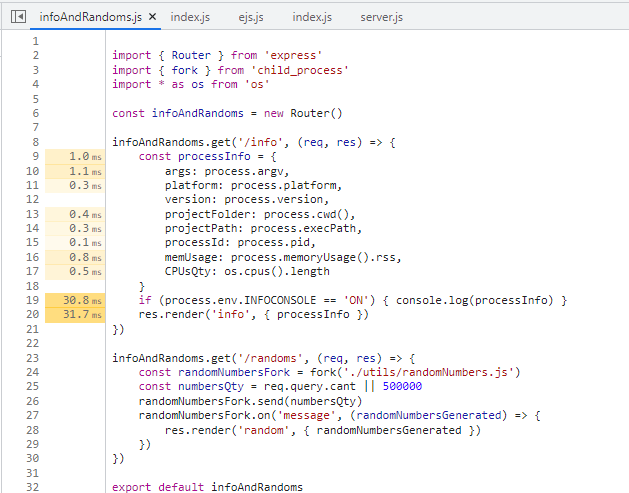 infoAndRandoms.js × index.js ejs.js index.js server.js
1
2 import { Router } from 'express'
3 import { fork } from 'child_process'
4 import * as os from 'os'
5
6 const infoAndRandoms = new Router()
7
8 infoAndRandoms.get('/info', (req, res) => {
9 1.0 ms const processInfo = {
10 1.1 ms args: process.argv,
11 0.3 ms platform: process.platform,
12 version: process.version,
13 0.4 ms projectFolder: process.cwd(),
14 0.3 ms projectPath: process.execPath,
15 0.1 ms processId: process.pid,
16 0.8 ms memUsage: process.memoryUsage().rss,
17 0.5 ms CPUsQty: os.cpus().length
18 }
19 30.8 ms if (process.env.INFOCONSOLE == 'ON') { console.log(processInfo) }
20 31.7 ms res.render('info', { processInfo })
21 })
22
23 infoAndRandoms.get('/randoms', (req, res) => {
24 const randomNumbersFork = fork('./utils/randomNumbers.js')
25 const numbersQty = req.query.cant || 500000
26 randomNumbersFork.send(numbersQty)
27 randomNumbersFork.on('message', (randomNumbersGenerated) => {
28 res.render('random', { randomNumbersGenerated })
29 })
30 })
31
32 export default infoAndRandoms